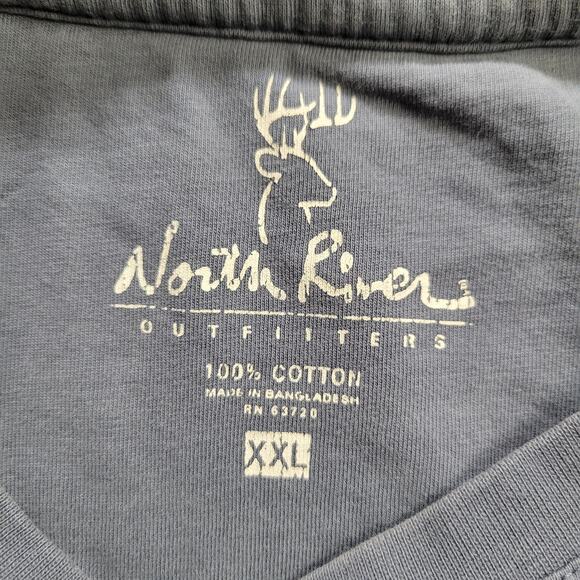 North River
OUTFITTERS
100% COTTON
MADE IN BANGLADESH
RN 63720
XXL